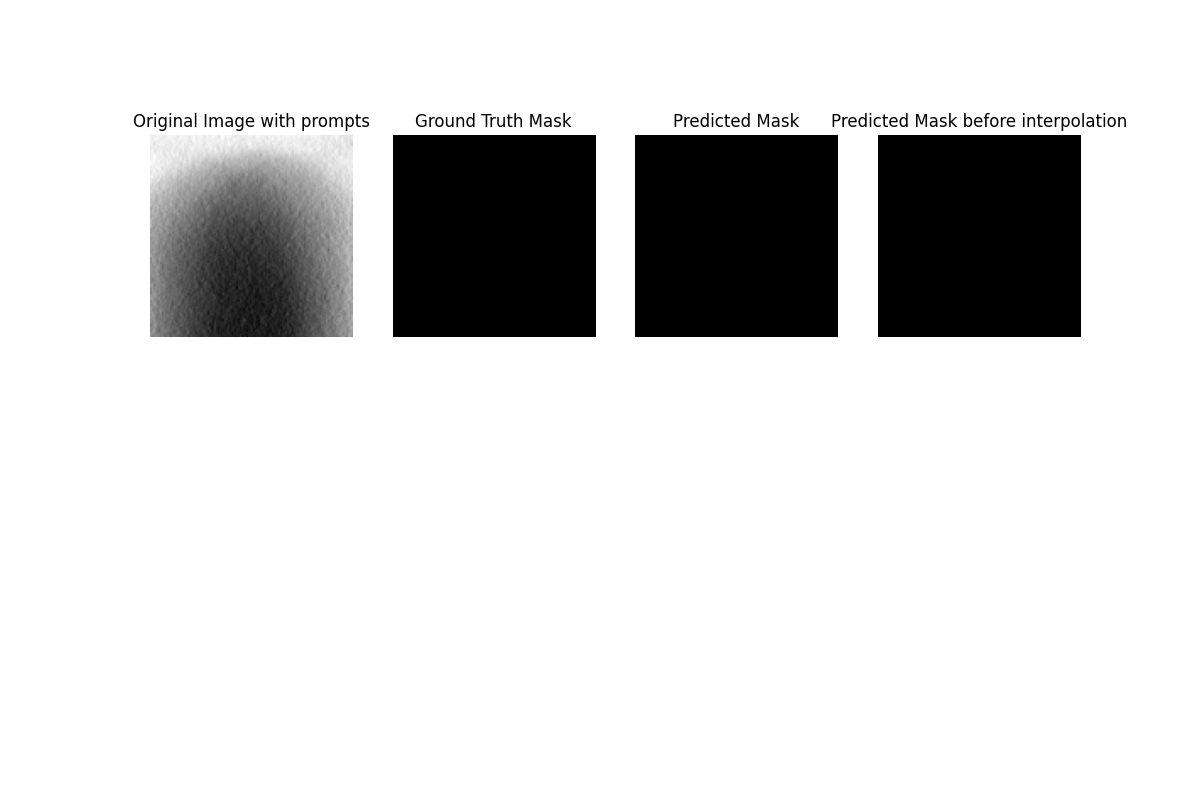 Original Image with prompts
Ground Truth Mask
Predicted Mask
Predicted Mask before interpolation